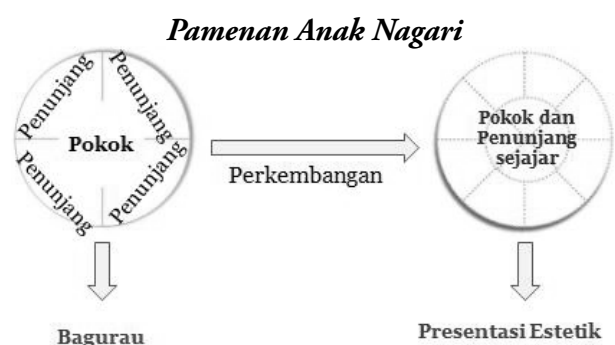 Pamenan Anak Nagari
Penunjang
Penunjang
Pokok
Penunjang
Penunjang
Perkembangan
Pokok dan
Penunjang
sejajar
Bagurau
Presentasi Estetik